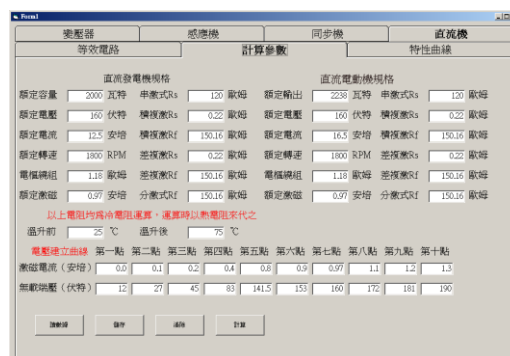 Form1
變壓器 感應機 同步機 直流機
等效電路 計算參數 特性曲線
直流發電機規格 直流電動機規格
額定容量 2000 瓦特 串激式Rs 120 歐姆 額定輸出 2238 瓦特 串激式Rs 120 歐姆
額定電壓 160 伏特 積複激Rs 0.22 歐姆 額定電壓 160 伏特 積複激Rs 0.22 歐姆
額定電流 12.5 安培 積複激Rf 150.16 歐姆 額定電流 16.5 安培 積複激Rf 150.16 歐姆
額定轉速 1800 RPM 差複激Rs 0.22 歐姆 額定轉速 1800 RPM 差複激Rs 0.22 歐姆
電樞繞組 1.18 歐姆 差複激Rf 150.16 歐姆 電樞繞組 1.18 歐姆 差複激Rf 150.16 歐姆
額定激磁 0.97 安培 分激式Rf 150.16 歐姆 額定激磁 0.97 安培 分激式Rf 150.16 歐姆
以上電阻均為冷電阻運算，運算時以熱電阻來代之
溫升前 25 ℃ 溫升後 75 ℃
電壓建立曲線 第一點 第二點 第三點 第四點 第五點 第六點 第七點 第八點 第九點 第十點
激磁電流（安培） 0.0 0.1 0.2 0.4 0.8 0.9 0.97 1.1 1.2 1.3
無載端壓（伏特） 12 27 45 83 141.5 153 160 172 181 190
儲存 清除 計算